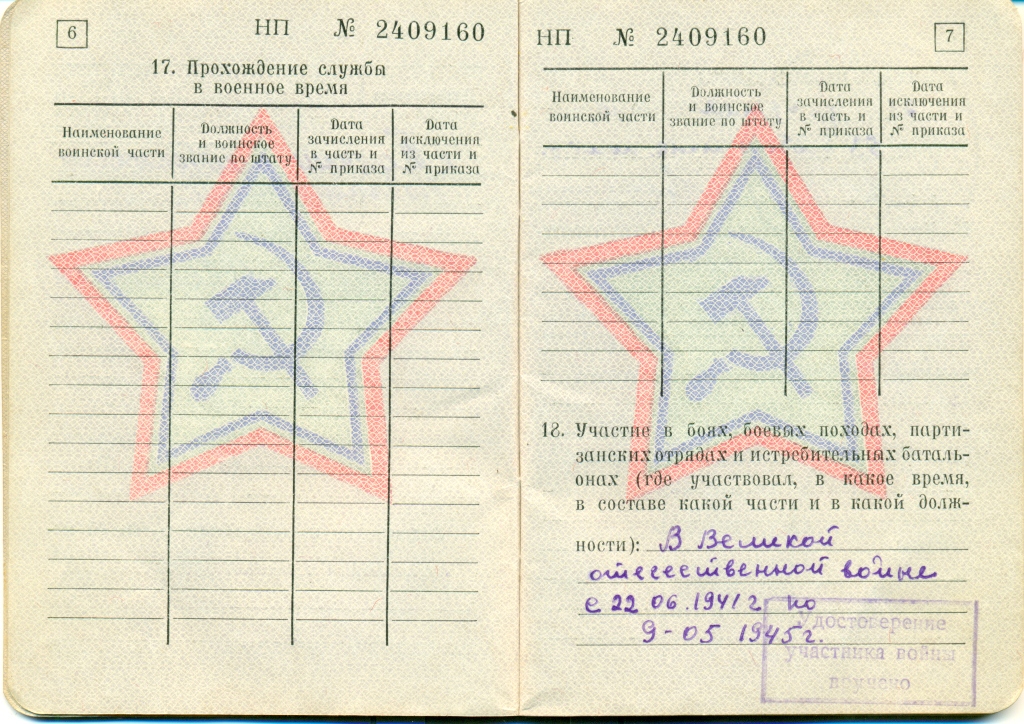 6
НП № 2409160
17. Прохождение службы
в военное время
Наименование
воинской части
Должность
и воинское
звание по штату
Дата
зачисления
в часть и
№ приказа
Дата
исключения
из части и
№ приказа
НП № 2409160
7
Наименование
воинской части
Должность
и воинское
звание по штату
Дата
зачисления
в часть и
№ приказа
Дата
исключения
из части и
№ приказа
18. Участие в боях, боевых походах, парти-
занских отрядах и истребительных баталь-
онах (где участвовал, в какое время,
в составе какой части и в какой долж-
ности): В Великой
отечественной войне
с 22 06.1941г по
9-05 1945г.
Удостоверение
участника войны
вручено